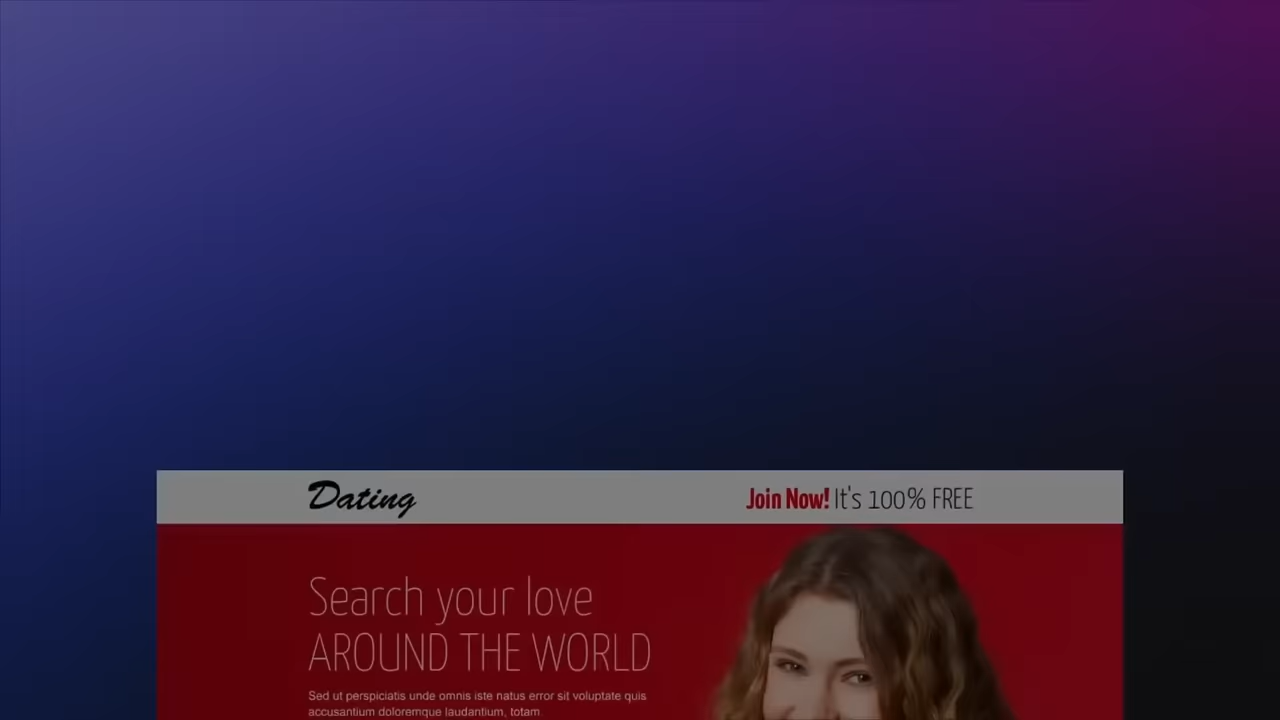 Dating
Join Now! It's 100% FREE
Search your love
AROUND THE WORLD
Sed ut perspiciatis unde omnis iste natus error sit voluptate quis
accusantium doloremque laudantium, totam